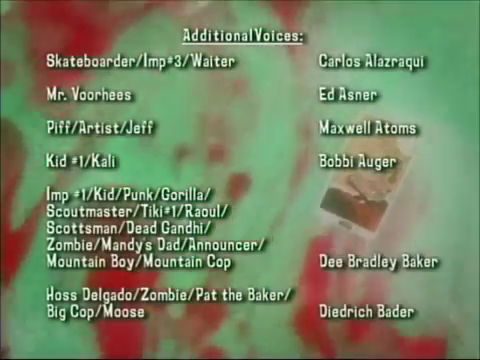 AdditionalVoices:
Skateboarder/Imp#3/Waiter Carlos Alazraqui
Mr. Voorhees Ed Asner
Piff/Artist/Jeff Maxwell Atoms
Kid #1/Kali Bobbi Auger
Imp #1/Kid/Punk/Gorilla/
Scoutmaster/Tiki#1/Raoul/
Scottsman/Dead Gandhi/
Zombie/Mandy's Dad/Announcer/
Mountain Boy/Mountain Cop Dee Bradley Baker
Hoss Delgado/Zombie/Pat the Baker/
Big Cop/Moose Diedrich Bader